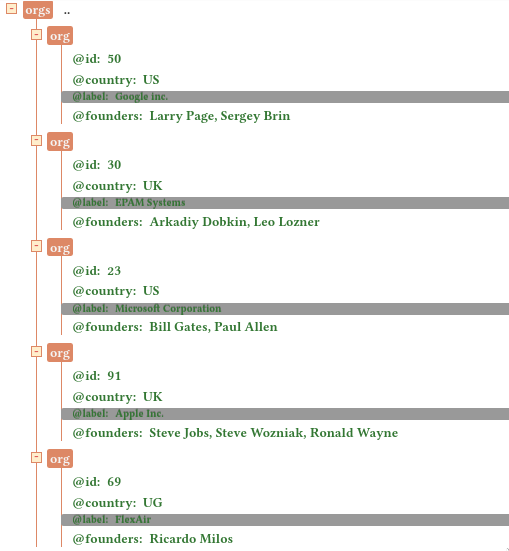 orgs ..
org
@id: 50
@country: US
@label: Google inc.
@founders: Larry Page, Sergey Brin
org
@id: 30
@country: UK
@label: EPAM Systems
@founders: Arkadiy Dobkin, Leo Lozner
org
@id: 23
@country: US
@label: Microsoft Corporation
@founders: Bill Gates, Paul Allen
org
@id: 91
@country: UK
@label: Apple Inc.
@founders: Steve Jobs, Steve Wozniak, Ronald Wayne
org
@id: 69
@country: UG
@label: FlexAir
@founders: Ricardo Milos